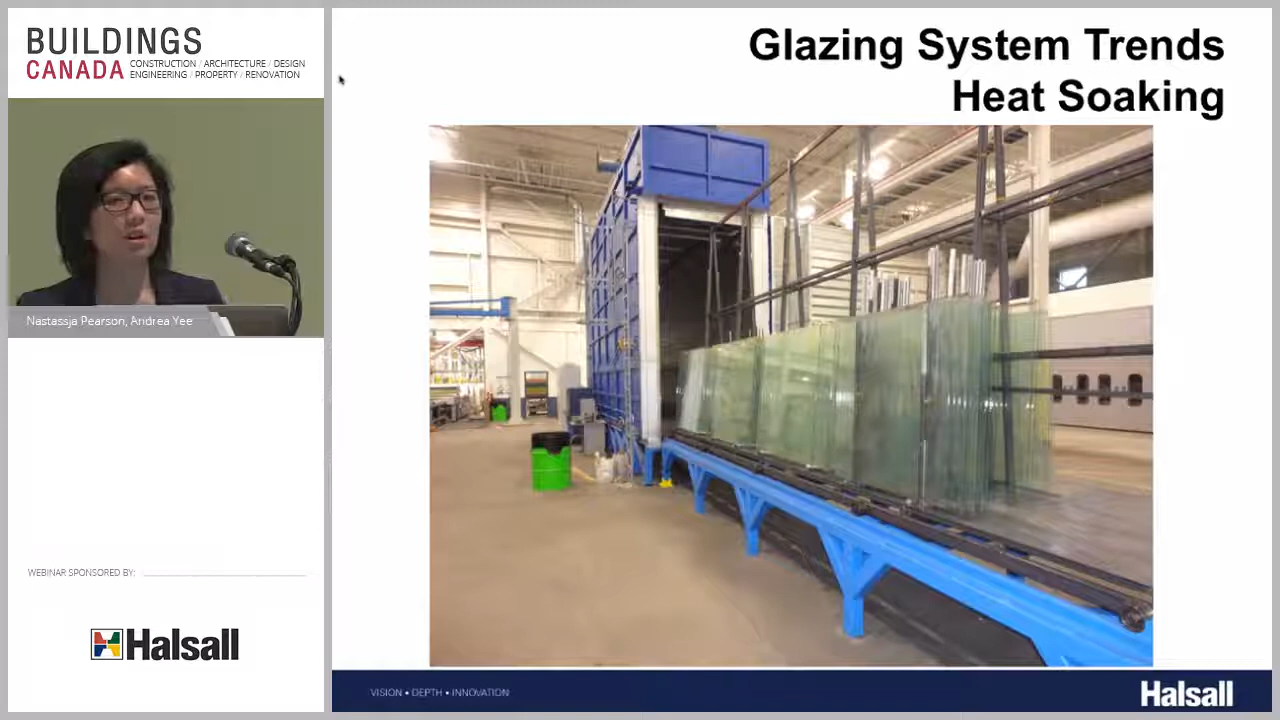 BUILDINGS
CANADA CONSTRUCTION / ARCHITECTURE / DESIGN
ENGINEERING / PROPERTY / RENOVATION
Nastassja Pearson, Andrea Yee
WEBINAR SPONSORED BY:
Halsall
Glazing System Trends
Heat Soaking
VISION • DEPTH • INNOVATION
Halsall